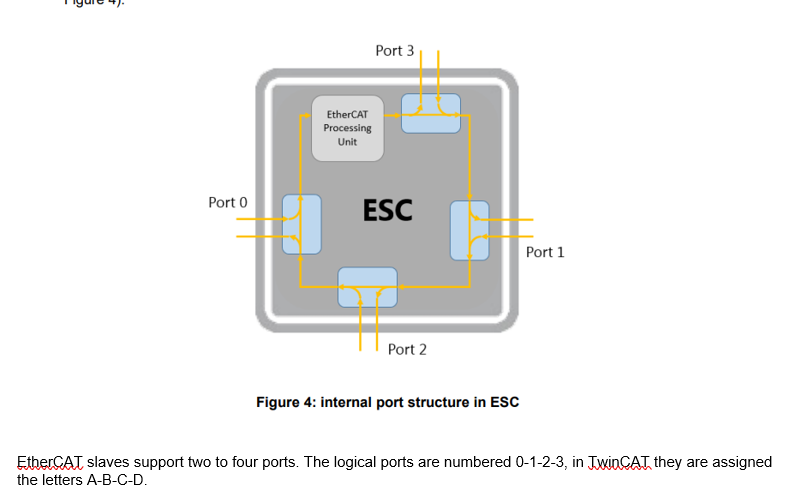 Figure 4).
Port 3
EtherCAT
Processing
Unit
Port 0
ESC
Port 1
Port 2
Figure 4: internal port structure in ESC
EtherCAT slaves support two to four ports. The logical ports are numbered 0-1-2-3, in TwinCAT they are assigned
the letters A-B-C-D.